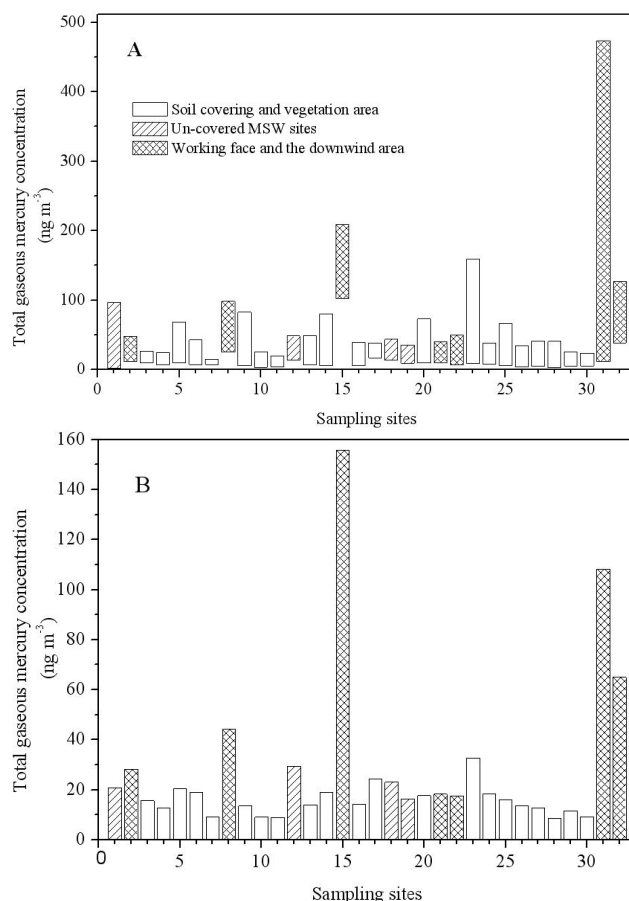 A
500
400
300
200
100
0
Total gaseous mercury concentration
(ng m⁻³)
Soil covering and vegetation area
Un-covered MSW sites
Working face and the downwind area
0 5 10 15 20 25 30
Sampling sites
B
160
140
120
100
80
60
40
20
0
Total gaseous mercury concentration
(ng m⁻³)
0 5 10 15 20 25 30
Sampling sites